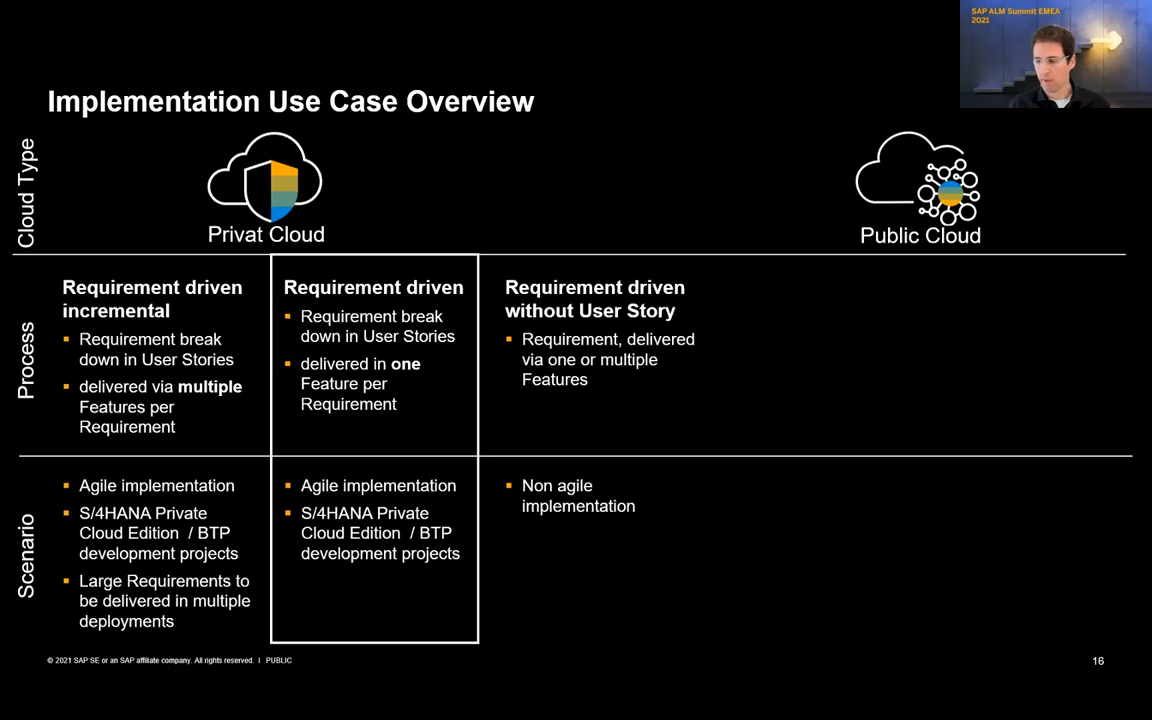 SAP ALM Summit EMEA
2021
Implementation Use Case Overview
Cloud Type
Privat Cloud
Public Cloud
Process
Requirement driven
incremental
Requirement break
down in User Stories
delivered via multiple
Features per
Requirement
Requirement driven
Requirement break
down in User Stories
delivered in one
Feature per
Requirement
Requirement driven
without User Story
Requirement, delivered
via one or multiple
Features
Scenario
Agile implementation
S/4HANA Private
Cloud Edition / BTP
development projects
Large Requirements to
be delivered in multiple
deployments
Agile implementation
S/4HANA Private
Cloud Edition / BTP
development projects
Non agile
implementation
© 2021 SAP SE or an SAP affiliate company. All rights reserved. I PUBLIC
16